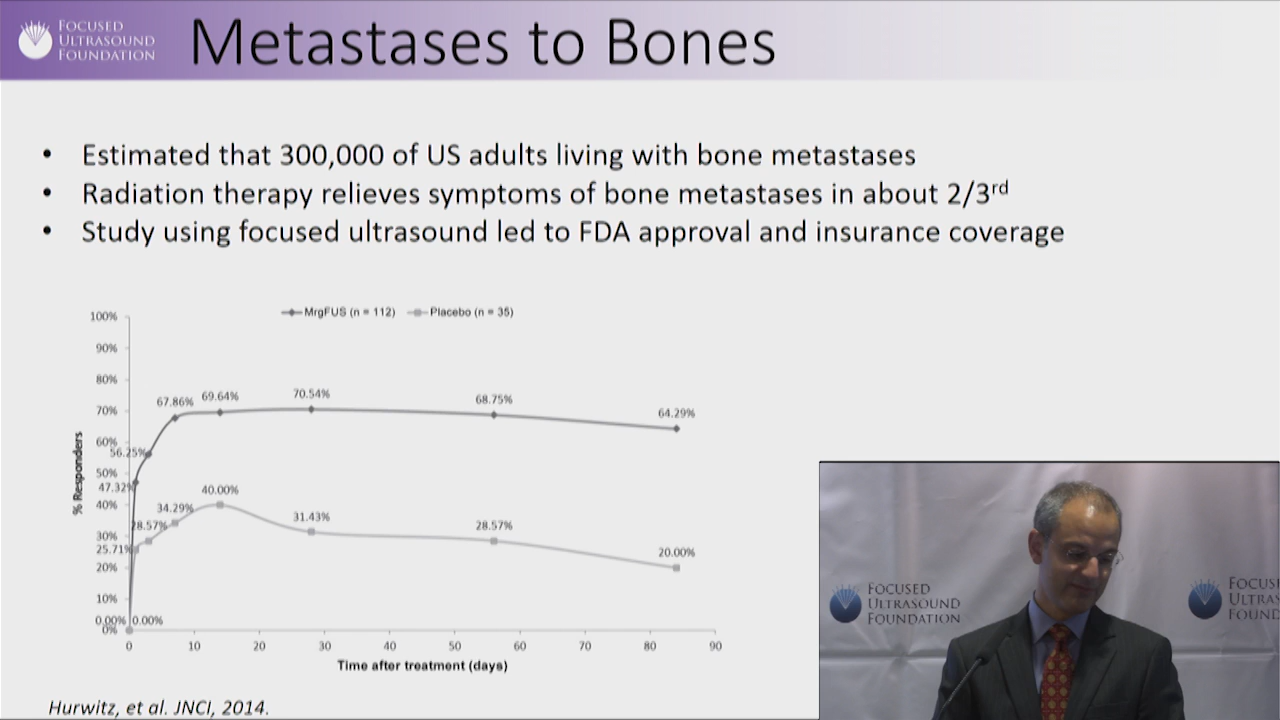 FOCUSED
ULTRASOUND
FOUNDATION
Metastases to Bones
• Estimated that 300,000 of US adults living with bone metastases
• Radiation therapy relieves symptoms of bone metastases in about 2/3rd
• Study using focused ultrasound led to FDA approval and insurance coverage
MrgFUS (n = 112) Placebo (n = 35)
100%
90%
80%
70%
60%
50%
40%
30%
20%
10%
0%
% Responders
0.00%
47.32%
56.25%
67.86%
69.64%
70.54%
68.75%
64.29%
0.00%
25.71%
28.57%
34.29%
40.00%
31.43%
28.57%
20.00%
0 10 20 30 40 50 60 70 80 90
Time after treatment (days)
Hurwitz, et al. JNCI, 2014.
FOCUSED
ULTRASOUND
FOUNDATION
FOCUS
ULTRAS
FOUND